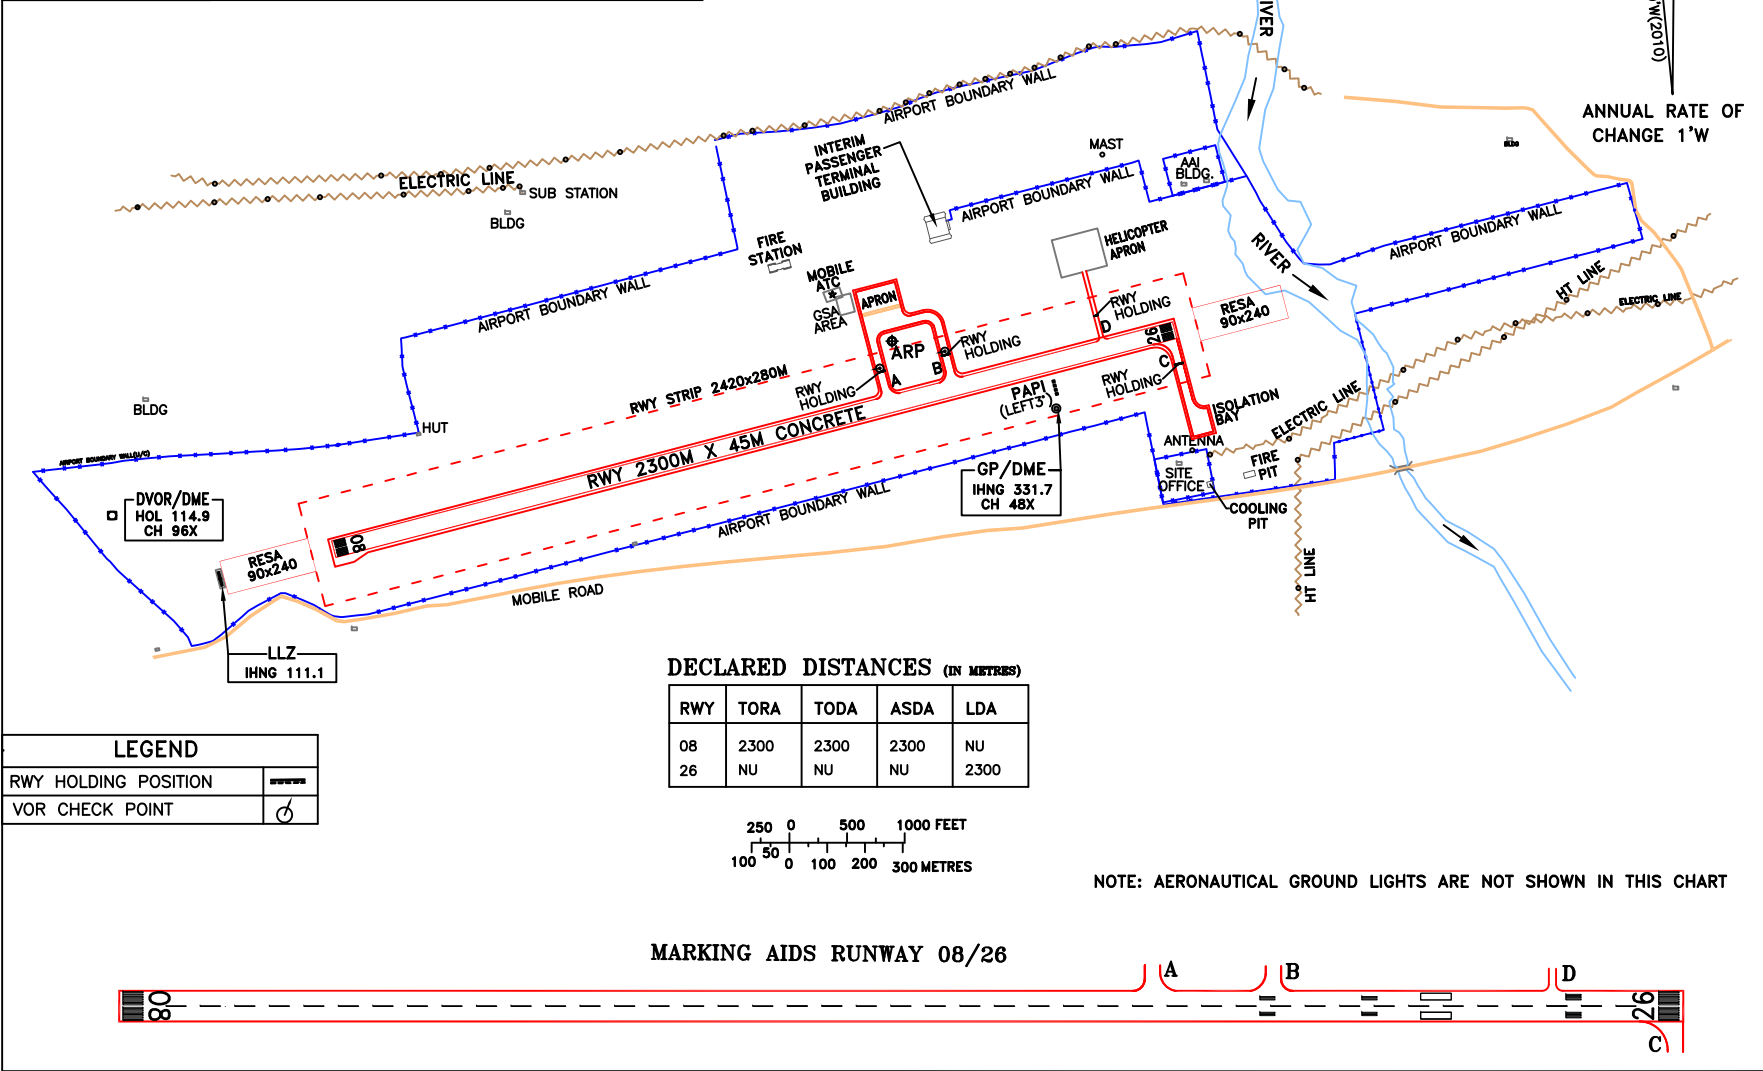 RIVER
'W(2010)
ANNUAL RATE OF
CHANGE 1'W
AIRPORT BOUNDARY WALL
INTERIM
PASSENGER
TERMINAL
BUILDING
MAST
AAI
BLDG.
BLDG
ELECTRIC LINE
SUB STATION
BLDG
AIRPORT BOUNDARY WALL
AIRPORT BOUNDARY WALL
FIRE
STATION
HELICOPTER
APRON
RIVER
MOBILE
ATC
GSA
AREA
APRON
HT LINE
ELECTRIC LINE
AIRPORT BOUNDARY WALL
RWY
HOLDING
RESA
90x240
D
26
ARP
RWY
HOLDING
A
B
C
RWY STRIP 2420x280M
RWY
HOLDING
RWY
HOLDING
PAPI
(LEFT3°)
ISOLATION
BAY
ELECTRIC LINE
BLDG
HUT
RWY 2300M X 45M CONCRETE
ANTENNA
AIRPORT BOUNDARY WALL(U/C)
GP/DME
IHNG 331.7
CH 48X
SITE
OFFICE
FIRE
PIT
COOLING
PIT
DVOR/DME
HOL 114.9
CH 96X
AIRPORT BOUNDARY WALL
08
RESA
90x240
MOBILE ROAD
HT LINE
LLZ
IHNG 111.1
DECLARED DISTANCES (IN METRES)
RWY TORA TODA ASDA LDA
08 2300 2300 2300 NU
26 NU NU NU 2300
LEGEND
RWY HOLDING POSITION
VOR CHECK POINT
250 0 500 1000 FEET
100 50 0 100 200 300 METRES
NOTE: AERONAUTICAL GROUND LIGHTS ARE NOT SHOWN IN THIS CHART
MARKING AIDS RUNWAY 08/26
A B D
08 26
C